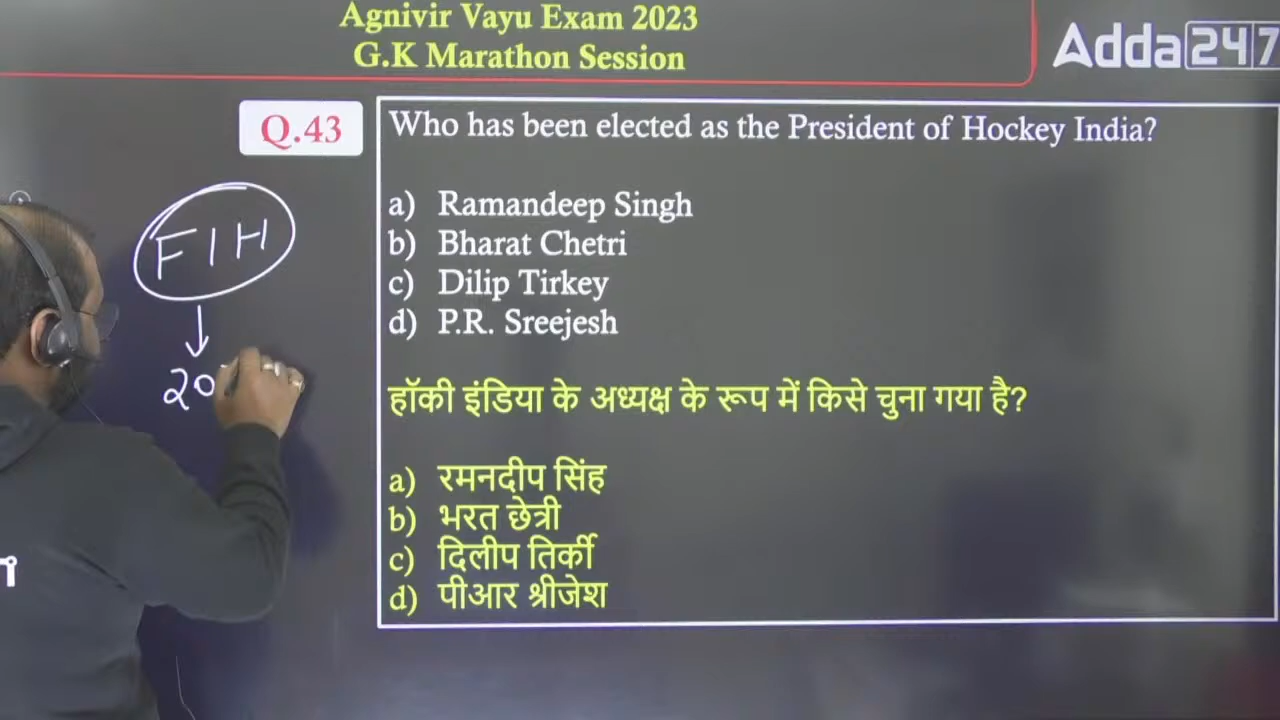 Agnivir Vayu Exam 2023
G.K Marathon Session
Adda247
Q.43
Who has been elected as the President of Hockey India?
a) Ramandeep Singh
b) Bharat Chetri
c) Dilip Tirkey
d) P.R. Sreejesh
हॉकी इंडिया के अध्यक्ष के रूप में किसे चुना गया है?
a) रमनदीप सिंह
b) भरत छेत्री
c) दिलीप तिर्की
d) पीआर श्रीजेश
FIH
20